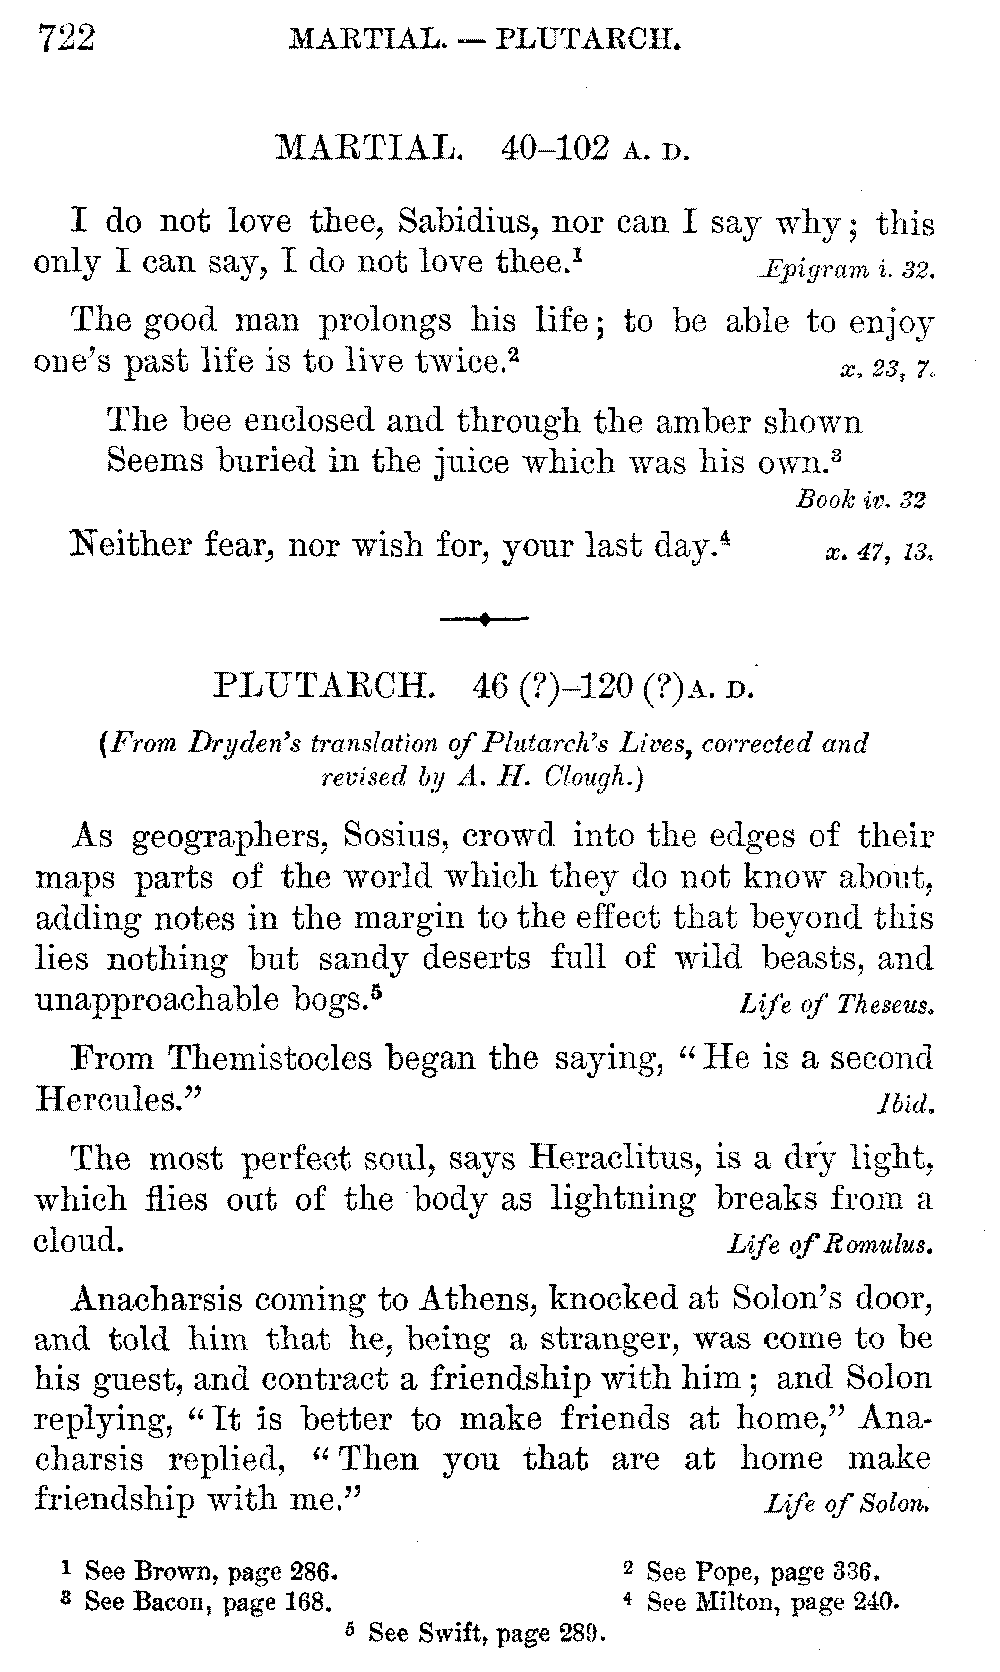 722 MARTIAL. — PLUTARCH.
MARTIAL. 40–102 A. D.
I do not love thee, Sabidius, nor can I say why; this
only I can say, I do not love thee.¹ Epigram i. 32.
The good man prolongs his life; to be able to enjoy
one's past life is to live twice.² x. 23, 7.
The bee enclosed and through the amber shown
Seems buried in the juice which was his own.³
Book iv. 32
Neither fear, nor wish for, your last day.⁴ x. 47, 13.
PLUTARCH. 46 (?)–120 (?) A. D.
(From Dryden's translation of Plutarch's Lives, corrected and
revised by A. H. Clough.)
As geographers, Sosius, crowd into the edges of their
maps parts of the world which they do not know about,
adding notes in the margin to the effect that beyond this
lies nothing but sandy deserts full of wild beasts, and
unapproachable bogs.⁵ Life of Theseus.
From Themistocles began the saying, "He is a second
Hercules." Ibid.
The most perfect soul, says Heraclitus, is a dry light,
which flies out of the body as lightning breaks from a
cloud. Life of Romulus.
Anacharsis coming to Athens, knocked at Solon's door,
and told him that he, being a stranger, was come to be
his guest, and contract a friendship with him; and Solon
replying, "It is better to make friends at home," Ana-
charsis replied, "Then you that are at home make
friendship with me." Life of Solon.
¹ See Brown, page 286. ² See Pope, page 336.
³ See Bacon, page 168. ⁴ See Milton, page 240.
⁵ See Swift, page 289.